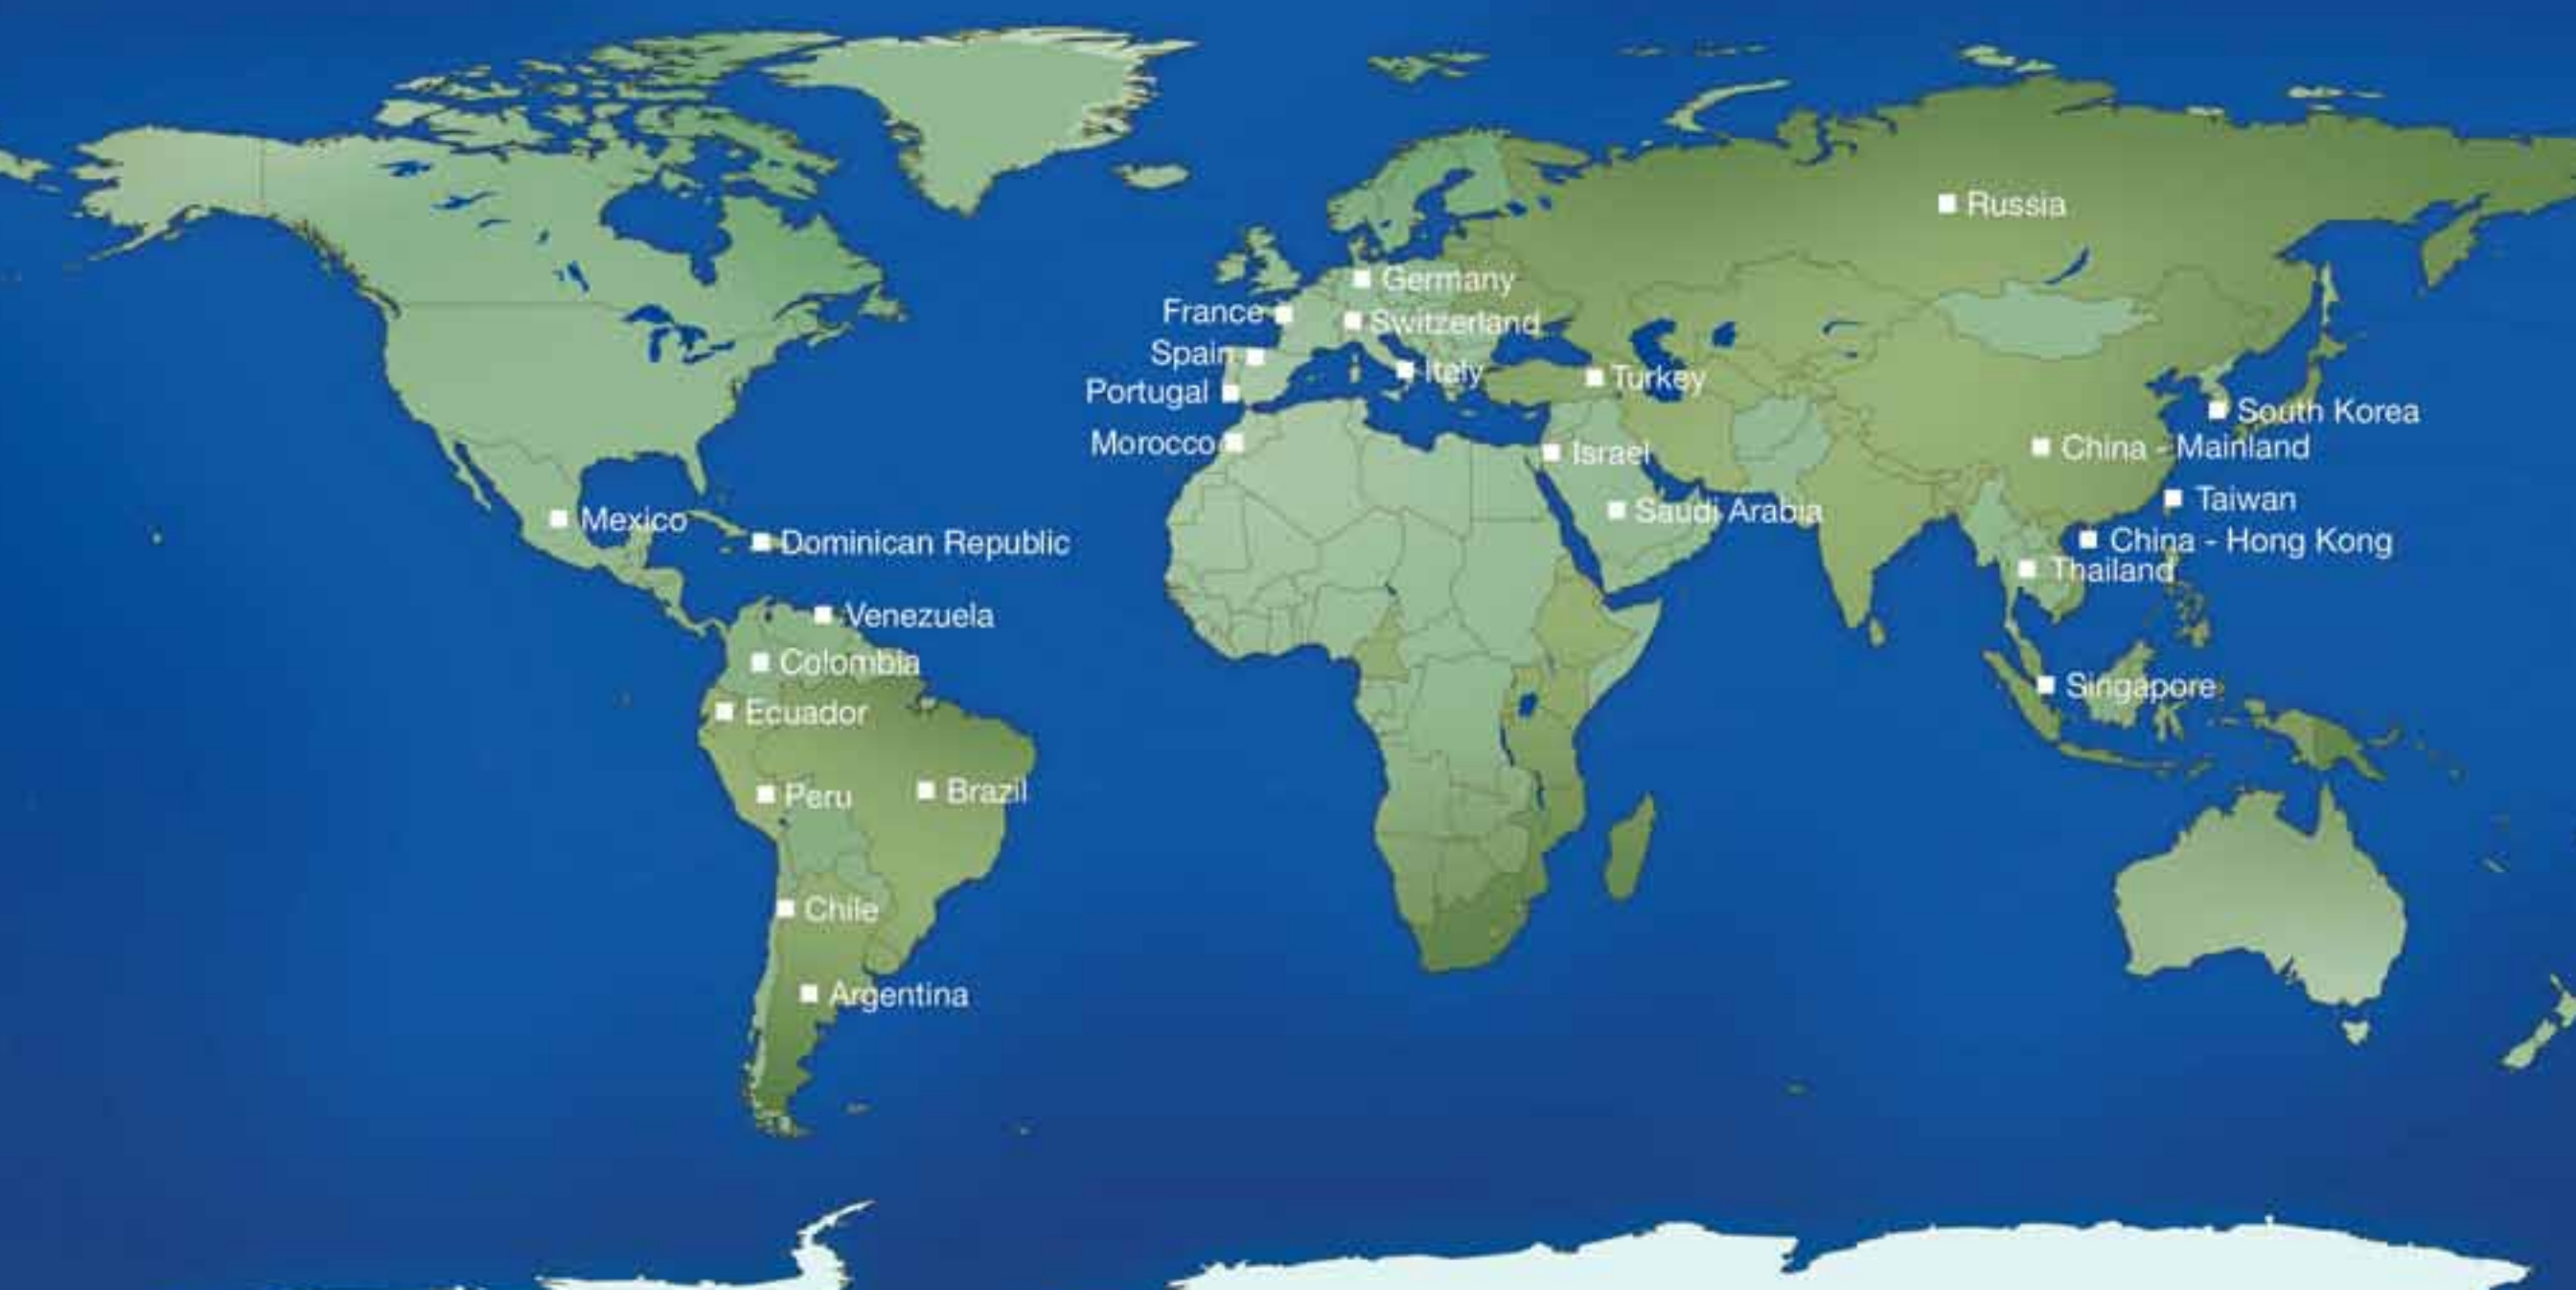 Russia
Germany
France
Switzerland
Spain
Italy
Turkey
Portugal
South Korea
Morocco
China - Mainland
Israel
Taiwan
Saudi Arabia
Mexico
China - Hong Kong
Dominican Republic
Thailand
Venezuela
Colombia
Singapore
Ecuador
Brazil
Peru
Chile
Argentina